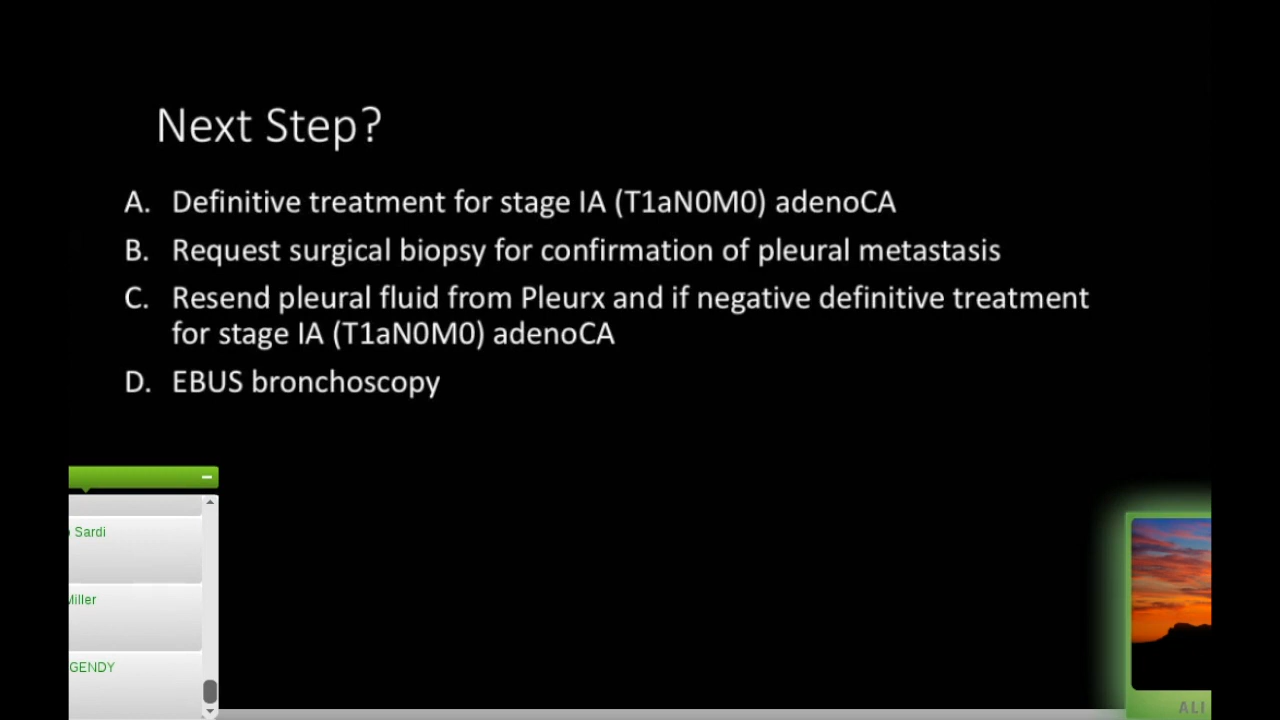 Next Step?
A. Definitive treatment for stage IA (T1aN0M0) adenoCA
B. Request surgical biopsy for confirmation of pleural metastasis
C. Resend pleural fluid from Pleurx and if negative definitive treatment
for stage IA (T1aN0M0) adenoCA
D. EBUS bronchoscopy
Sardi
Miller
GENDY
ALI